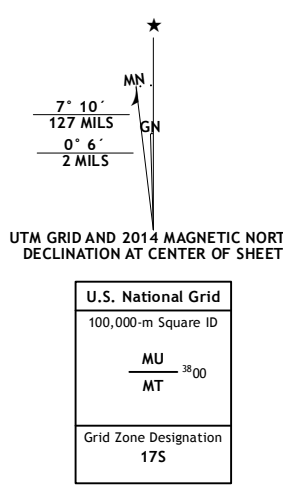 ★
MN
7° 10´
127 MILS
GN
0° 6´
2 MILS
UTM GRID AND 2014 MAGNETIC NORT
DECLINATION AT CENTER OF SHEET
U.S. National Grid
100,000-m Square ID
MU
3800
MT
Grid Zone Designation
17S